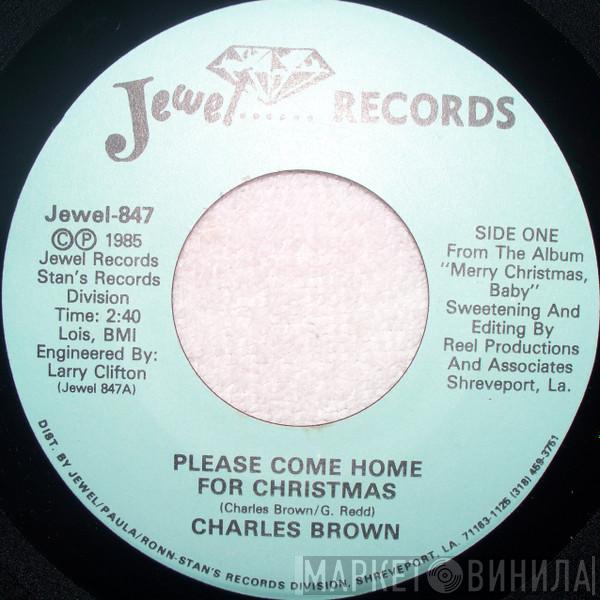 Jewel...... RECORDS
Jewel-847
©℗ 1985
Jewel Records
Stan's Records
Division
Time: 2:40
Lois, BMI
Engineered By:
Larry Clifton
(Jewel 847A)
SIDE ONE
From The Album
"Merry Christmas,
Baby"
Sweetening And
Editing By
Reel Productions
And Associates
Shreveport, La.
PLEASE COME HOME
FOR CHRISTMAS
(Charles Brown/G. Redd)
CHARLES BROWN
DIST. BY JEWEL/PAULA/RONN-STAN'S RECORDS DIVISION, SHREVEPORT, LA. 71163-1126 (318) 459-3751
МАРКЕТ ВИНИЛА